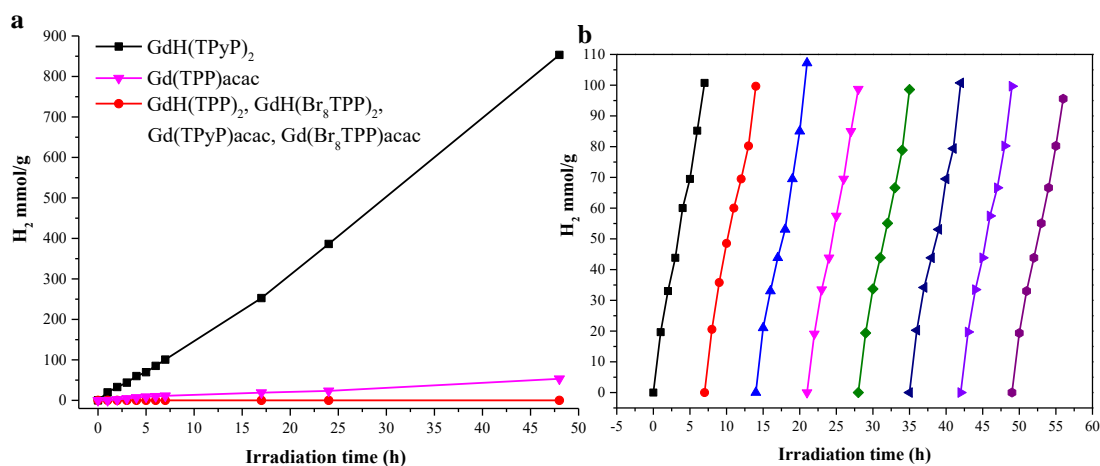 a
900
800
700
600
500
400
300
200
100
0
H2 mmol/g
GdH(TPyP)2
Gd(TPP)acac
GdH(TPP)2, GdH(Br8TPP)2,
Gd(TPyP)acac, Gd(Br8TPP)acac
0 5 10 15 20 25 30 35 40 45 50
Irradiation time (h)
b
110
100
90
80
70
60
50
40
30
20
10
0
H2 mmol/g
-5 0 5 10 15 20 25 30 35 40 45 50 55 60
Irradiation time (h)